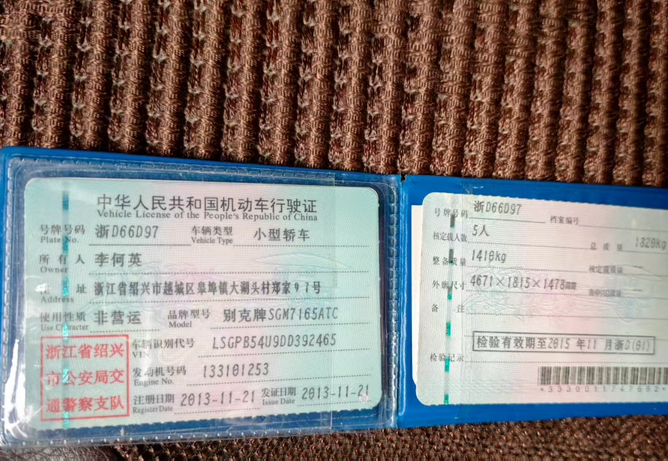 中华人民共和国机动车行驶证
Vehicle License of the People's Republic of China
号牌号码 浙D66D97 车辆类型 小型轿车
Plate No. Vehicle Type
所有人 李何英
Owner
住址 浙江省绍兴市越城区皋埠镇大湖头村郑家97号
Address
使用性质 非营运 品牌型号 别克牌SGM7165ATC
Use Character Model
浙江省绍兴
市公安局交
通警察支队
车辆识别代号 LSGPB54U9DD392465
VIN
发动机号码 133101253
Engine No.
注册日期 2013-11-21 发证日期 2013-11-21
Register Date Issue Date
号牌号码 浙D66D97 档案编号
核定载人数 5人 总质量 1820kg
整备质量 1410kg 核定载质量
外廓尺寸 4671×1815×1478
备注
检验有效期至2015年11月浙D(01)
检验记录